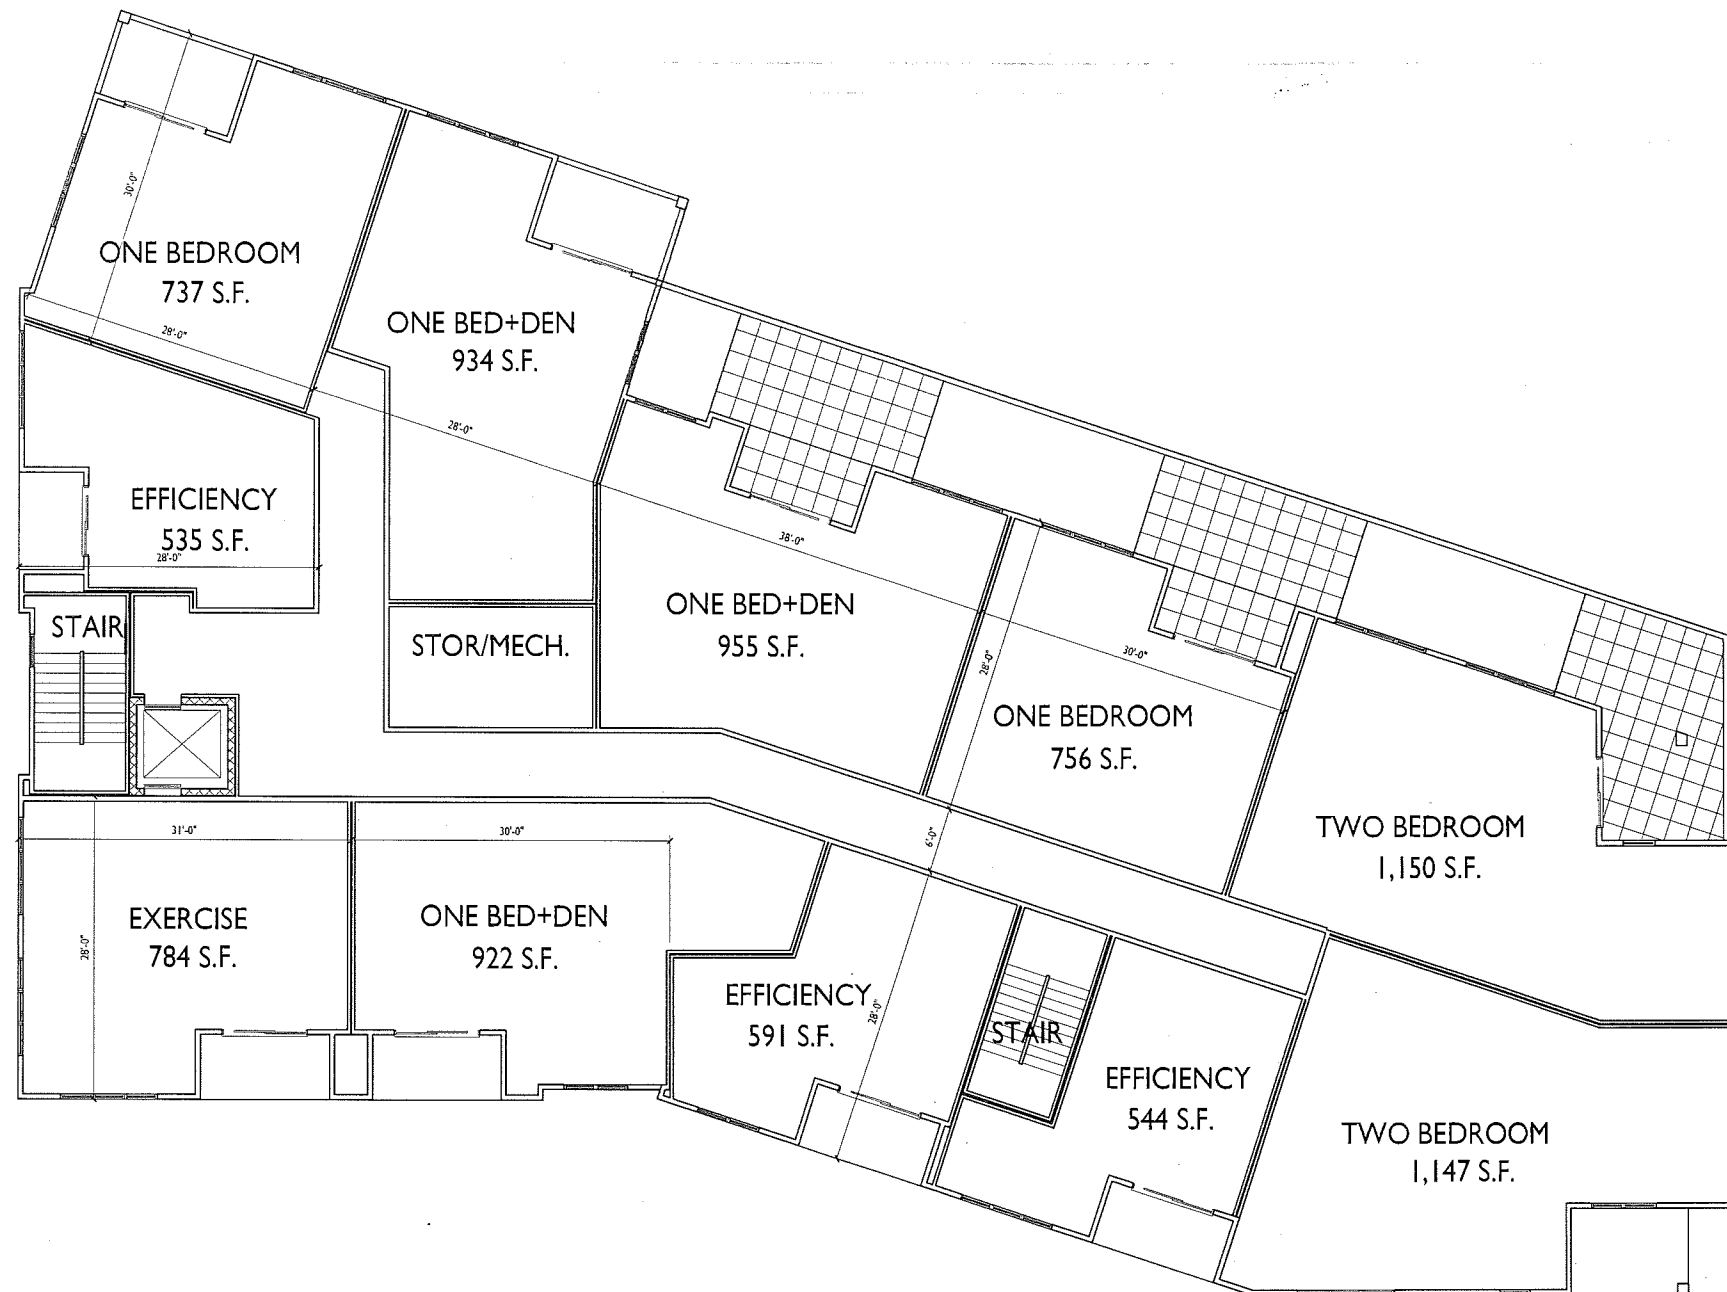 30'-0"
ONE BEDROOM
737 S.F.
28'-0"
ONE BED+DEN
934 S.F.
28'-0"
EFFICIENCY
535 S.F.
28'-0"
38'-0"
ONE BED+DEN
955 S.F.
STAIR
STOR/MECH.
28'-0"
30'-0"
ONE BEDROOM
756 S.F.
TWO BEDROOM
1,150 S.F.
31'-0"
30'-0"
6'-0"
EXERCISE
784 S.F.
28'-0"
ONE BED+DEN
922 S.F.
EFFICIENCY
591 S.F.
28'-0"
STAIR
EFFICIENCY
544 S.F.
TWO BEDROOM
1,147 S.F.